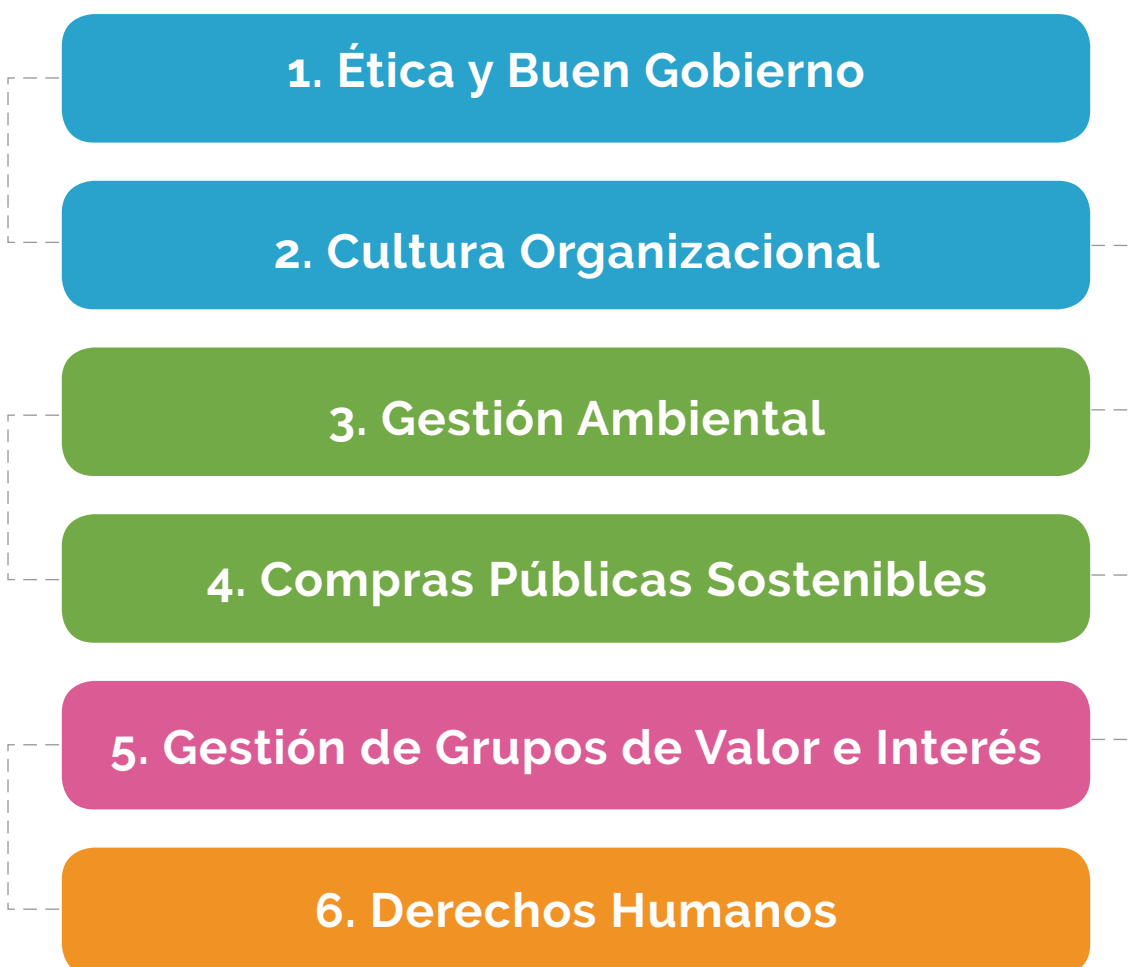 1. Ética y Buen Gobierno
2. Cultura Organizacional
3. Gestión Ambiental
4. Compras Públicas Sostenibles
5. Gestión de Grupos de Valor e Interés
6. Derechos Humanos